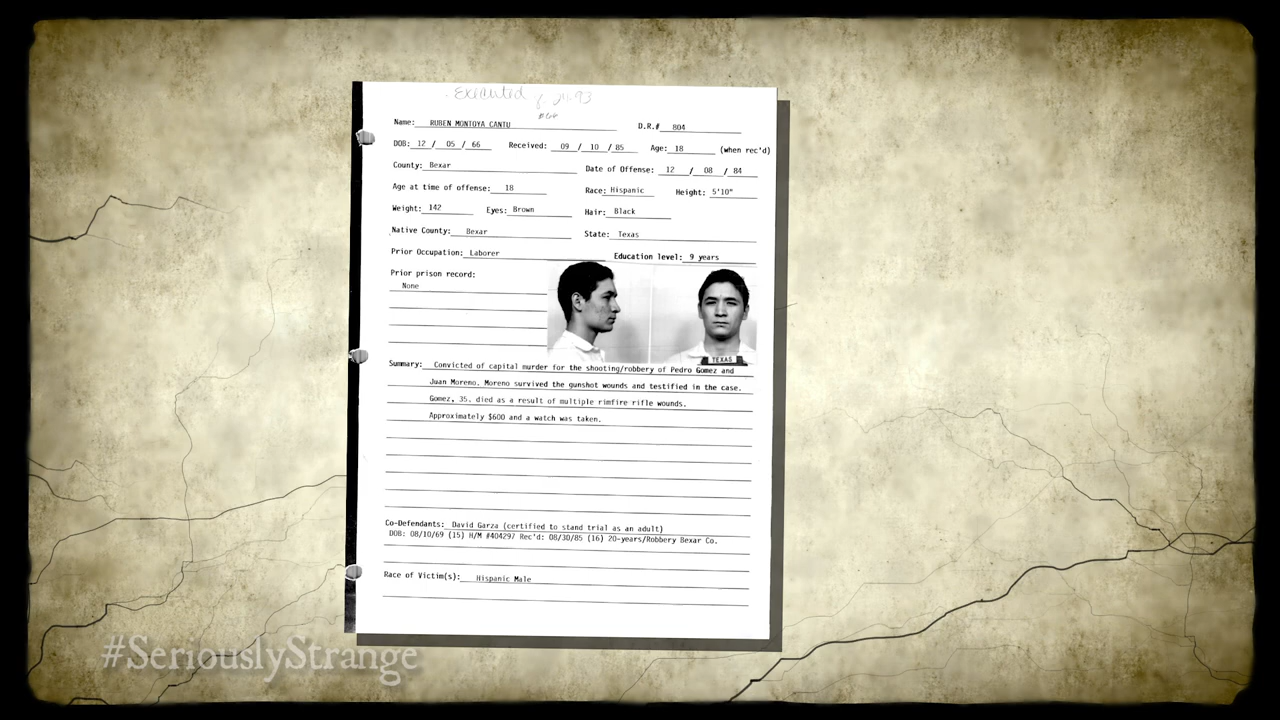 Executed 8.24.93
Name: RUBEN MONTOYA CANTU D.R.# 804
DOB: 12 / 05 / 66 Received: 09 / 10 / 85 Age: 18 (when rec'd)
County: Bexar Date of Offense: 12 / 08 / 84
Age at time of offense: 18 Race: Hispanic Height: 5'10"
Weight: 142 Eyes: Brown Hair: Black
Native County: Bexar State: Texas
Prior Occupation: Laborer Education level: 9 years
Prior prison record:
None
TEXAS
Summary: Convicted of capital murder for the shooting/robbery of Pedro Gomez and
Juan Moreno. Moreno survived the gunshot wounds and testified in the case.
Gomez, 35. died as a result of multiple rimfire rifle wounds.
Approximately $600 and a watch was taken.
Co-Defendants: David Garza (certified to stand trial as an adult)
DOB: 08/10/69 (15) H/M #404297 Rec'd: 08/30/85 (16) 20-years/Robbery Bexar Co.
Race of Victim(s): Hispanic Male
#SeriouslyStrange